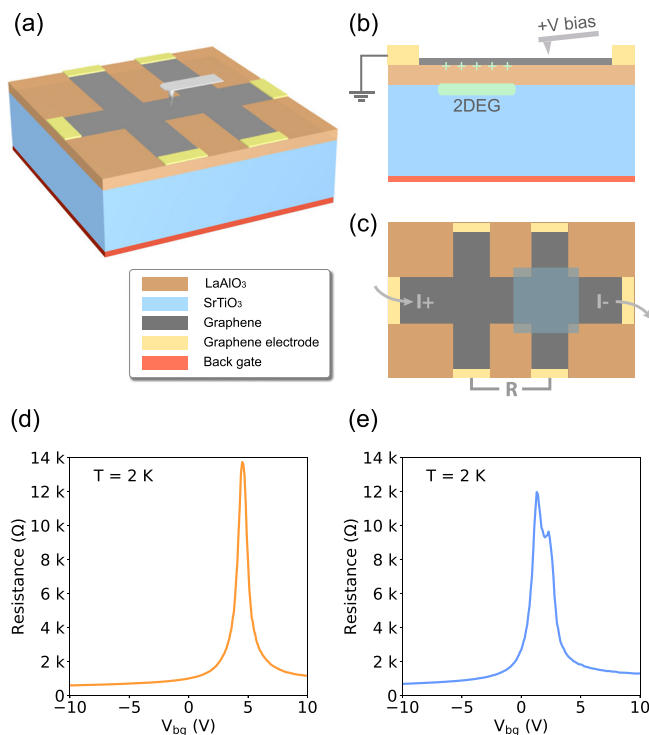 (a)
(b)
+V bias
+ + + + +
2DEG
(c)
I+
I-
R
LaAlO₃
SrTiO₃
Graphene
Graphene electrode
Back gate
(d)
(e)
14 k
12 k
10 k
8 k
6 k
4 k
2 k
0
Resistance (Ω)
T = 2 K
−10
−5
0
5
10
V_bg (V)
14 k
12 k
10 k
8 k
6 k
4 k
2 k
0
Resistance (Ω)
T = 2 K
−10
−5
0
5
10
V_bg (V)